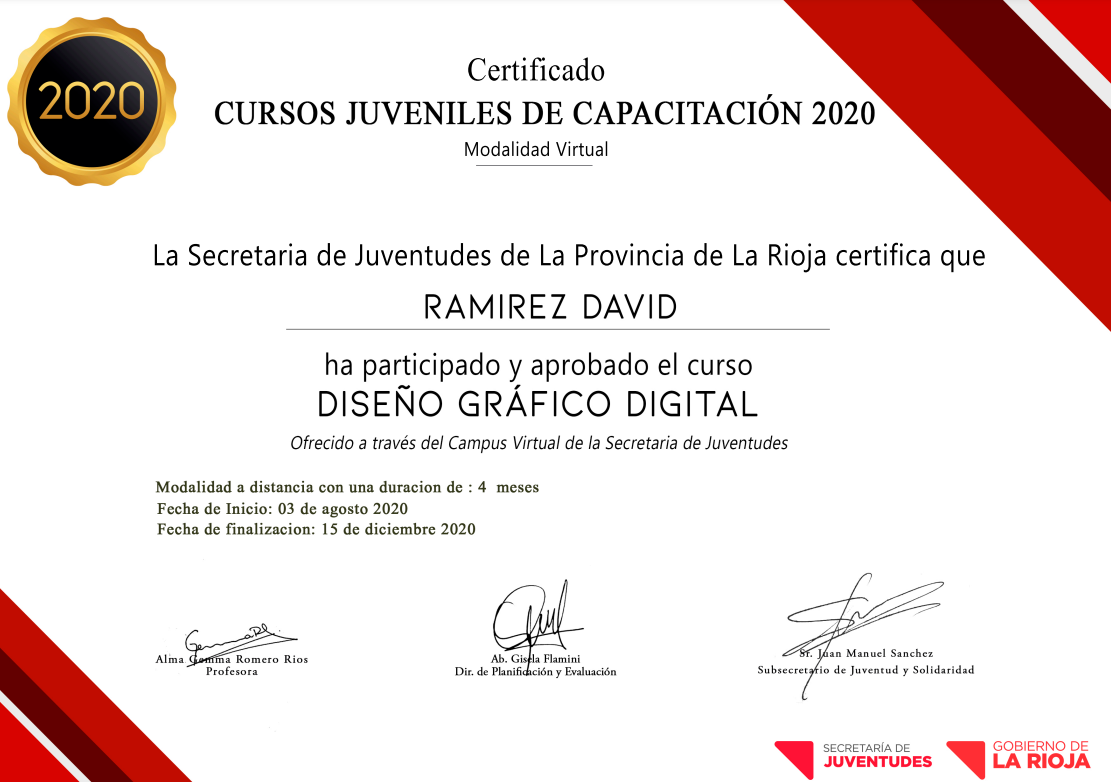 2020
Certificado
CURSOS JUVENILES DE CAPACITACIÓN 2020
Modalidad Virtual
La Secretaria de Juventudes de La Provincia de La Rioja certifica que
RAMIREZ DAVID
ha participado y aprobado el curso
DISEÑO GRÁFICO DIGITAL
Ofrecido a través del Campus Virtual de la Secretaria de Juventudes
Modalidad a distancia con una duracion de : 4 meses
Fecha de Inicio: 03 de agosto 2020
Fecha de finalizacion: 15 de diciembre 2020
Alma Gemma Romero Rios
Profesora
Ab. Gisela Flamini
Dir. de Planificación y Evaluación
Sr. Juan Manuel Sanchez
Subsecretario de Juventud y Solidaridad
SECRETARÍA DE
JUVENTUDES
GOBIERNO DE
LA RIOJA